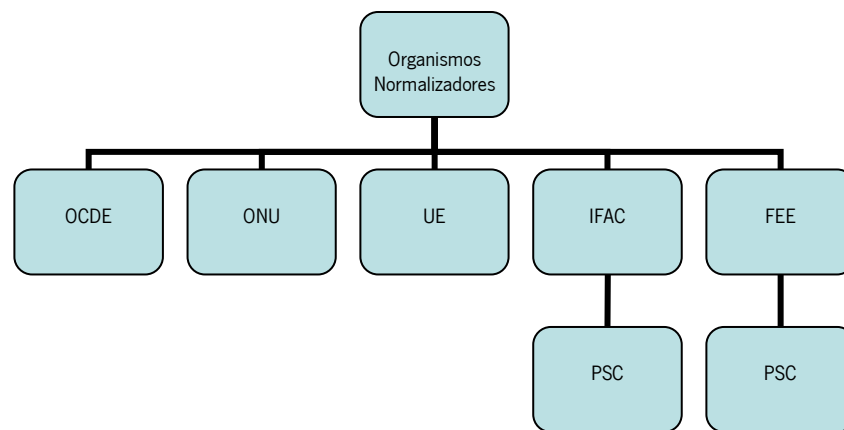 Organismos
Normalizadores
OCDE
ONU
UE
IFAC
FEE
PSC
PSC